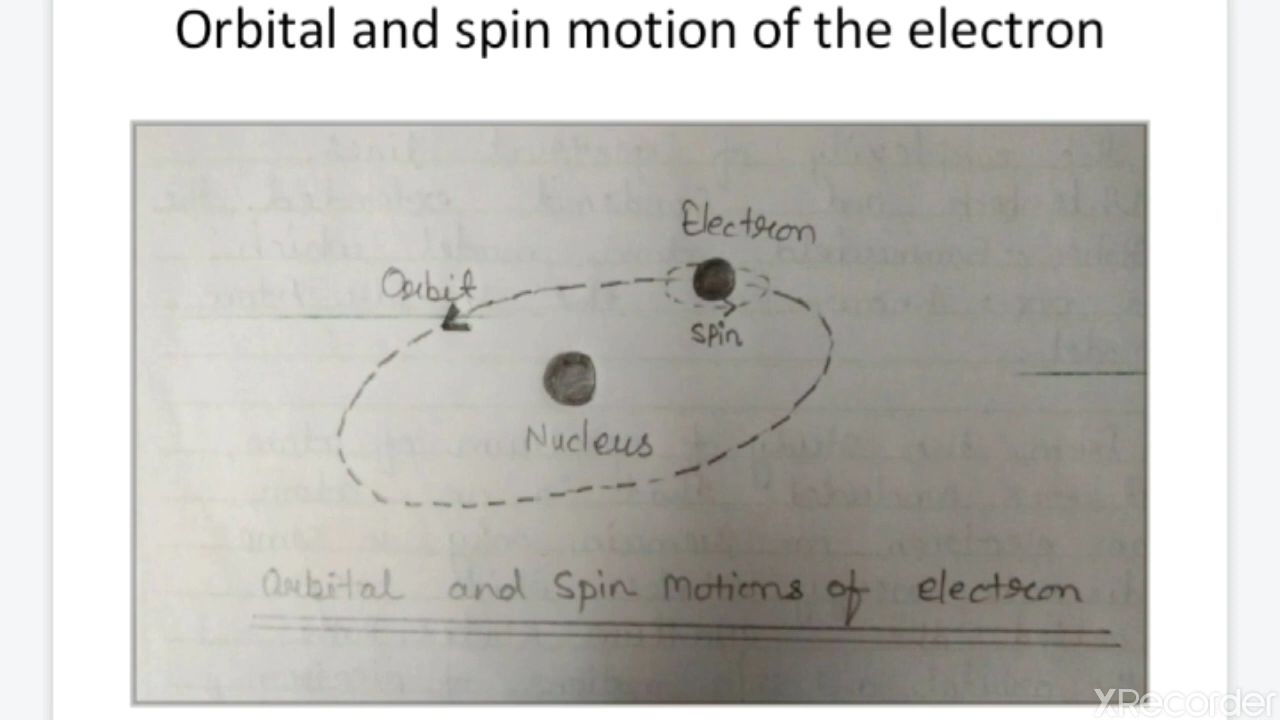 Orbital and spin motion of the electron
Electron
Orbit
Spin
Nucleus
Orbital and Spin Motions of electron
XRecorder